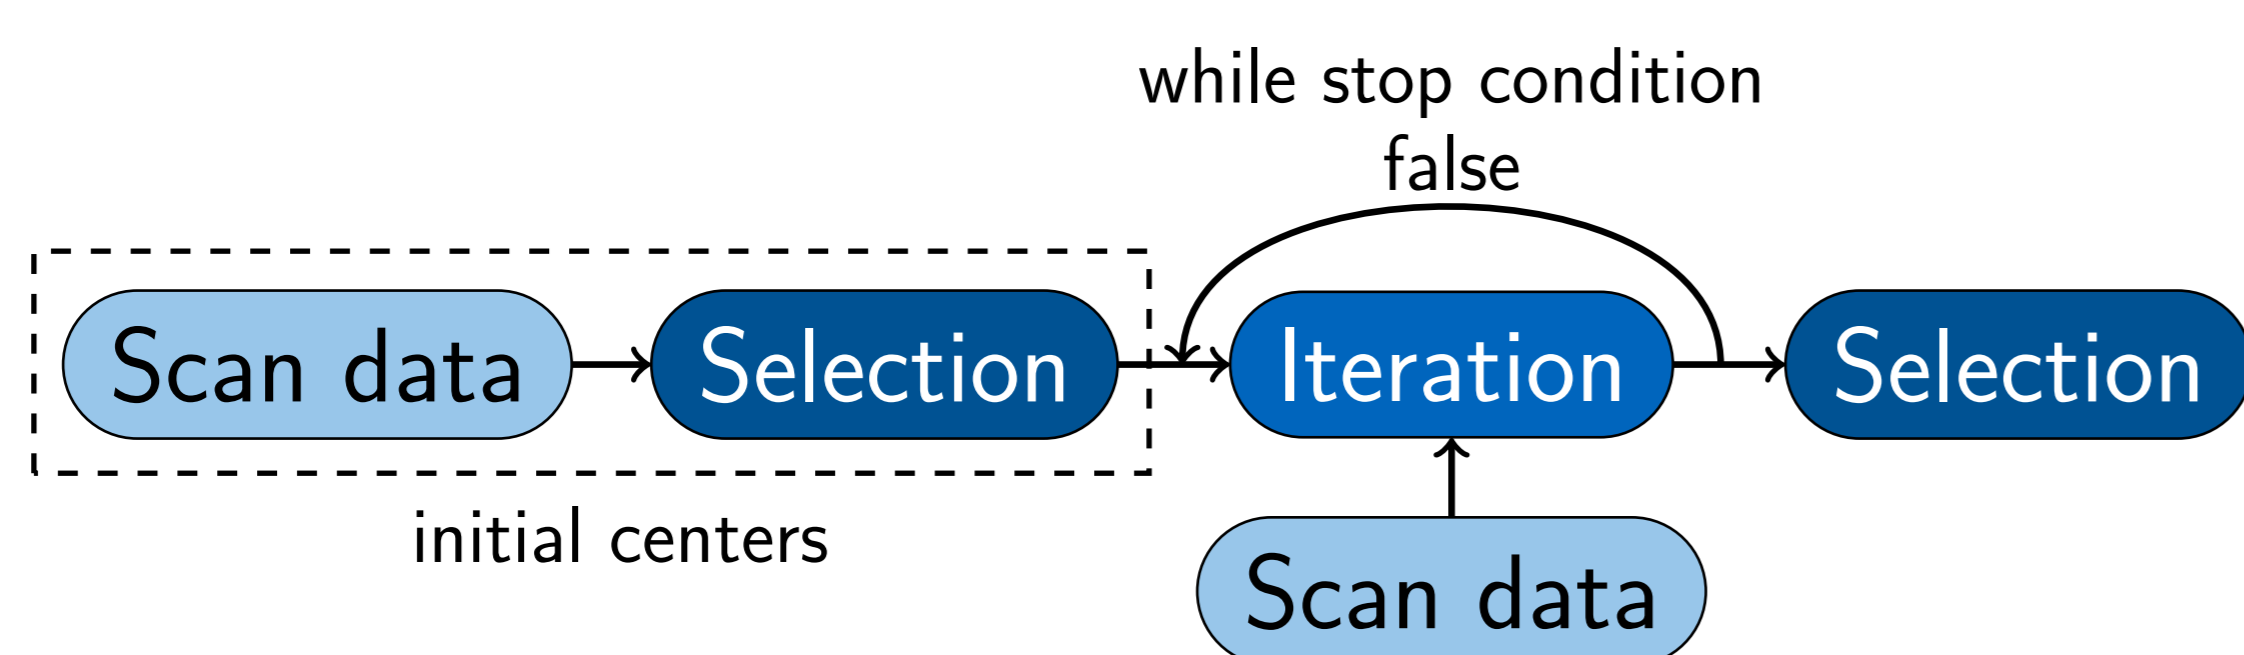 while stop condition
false
Scan data
Selection
Iteration
Selection
initial centers
Scan data